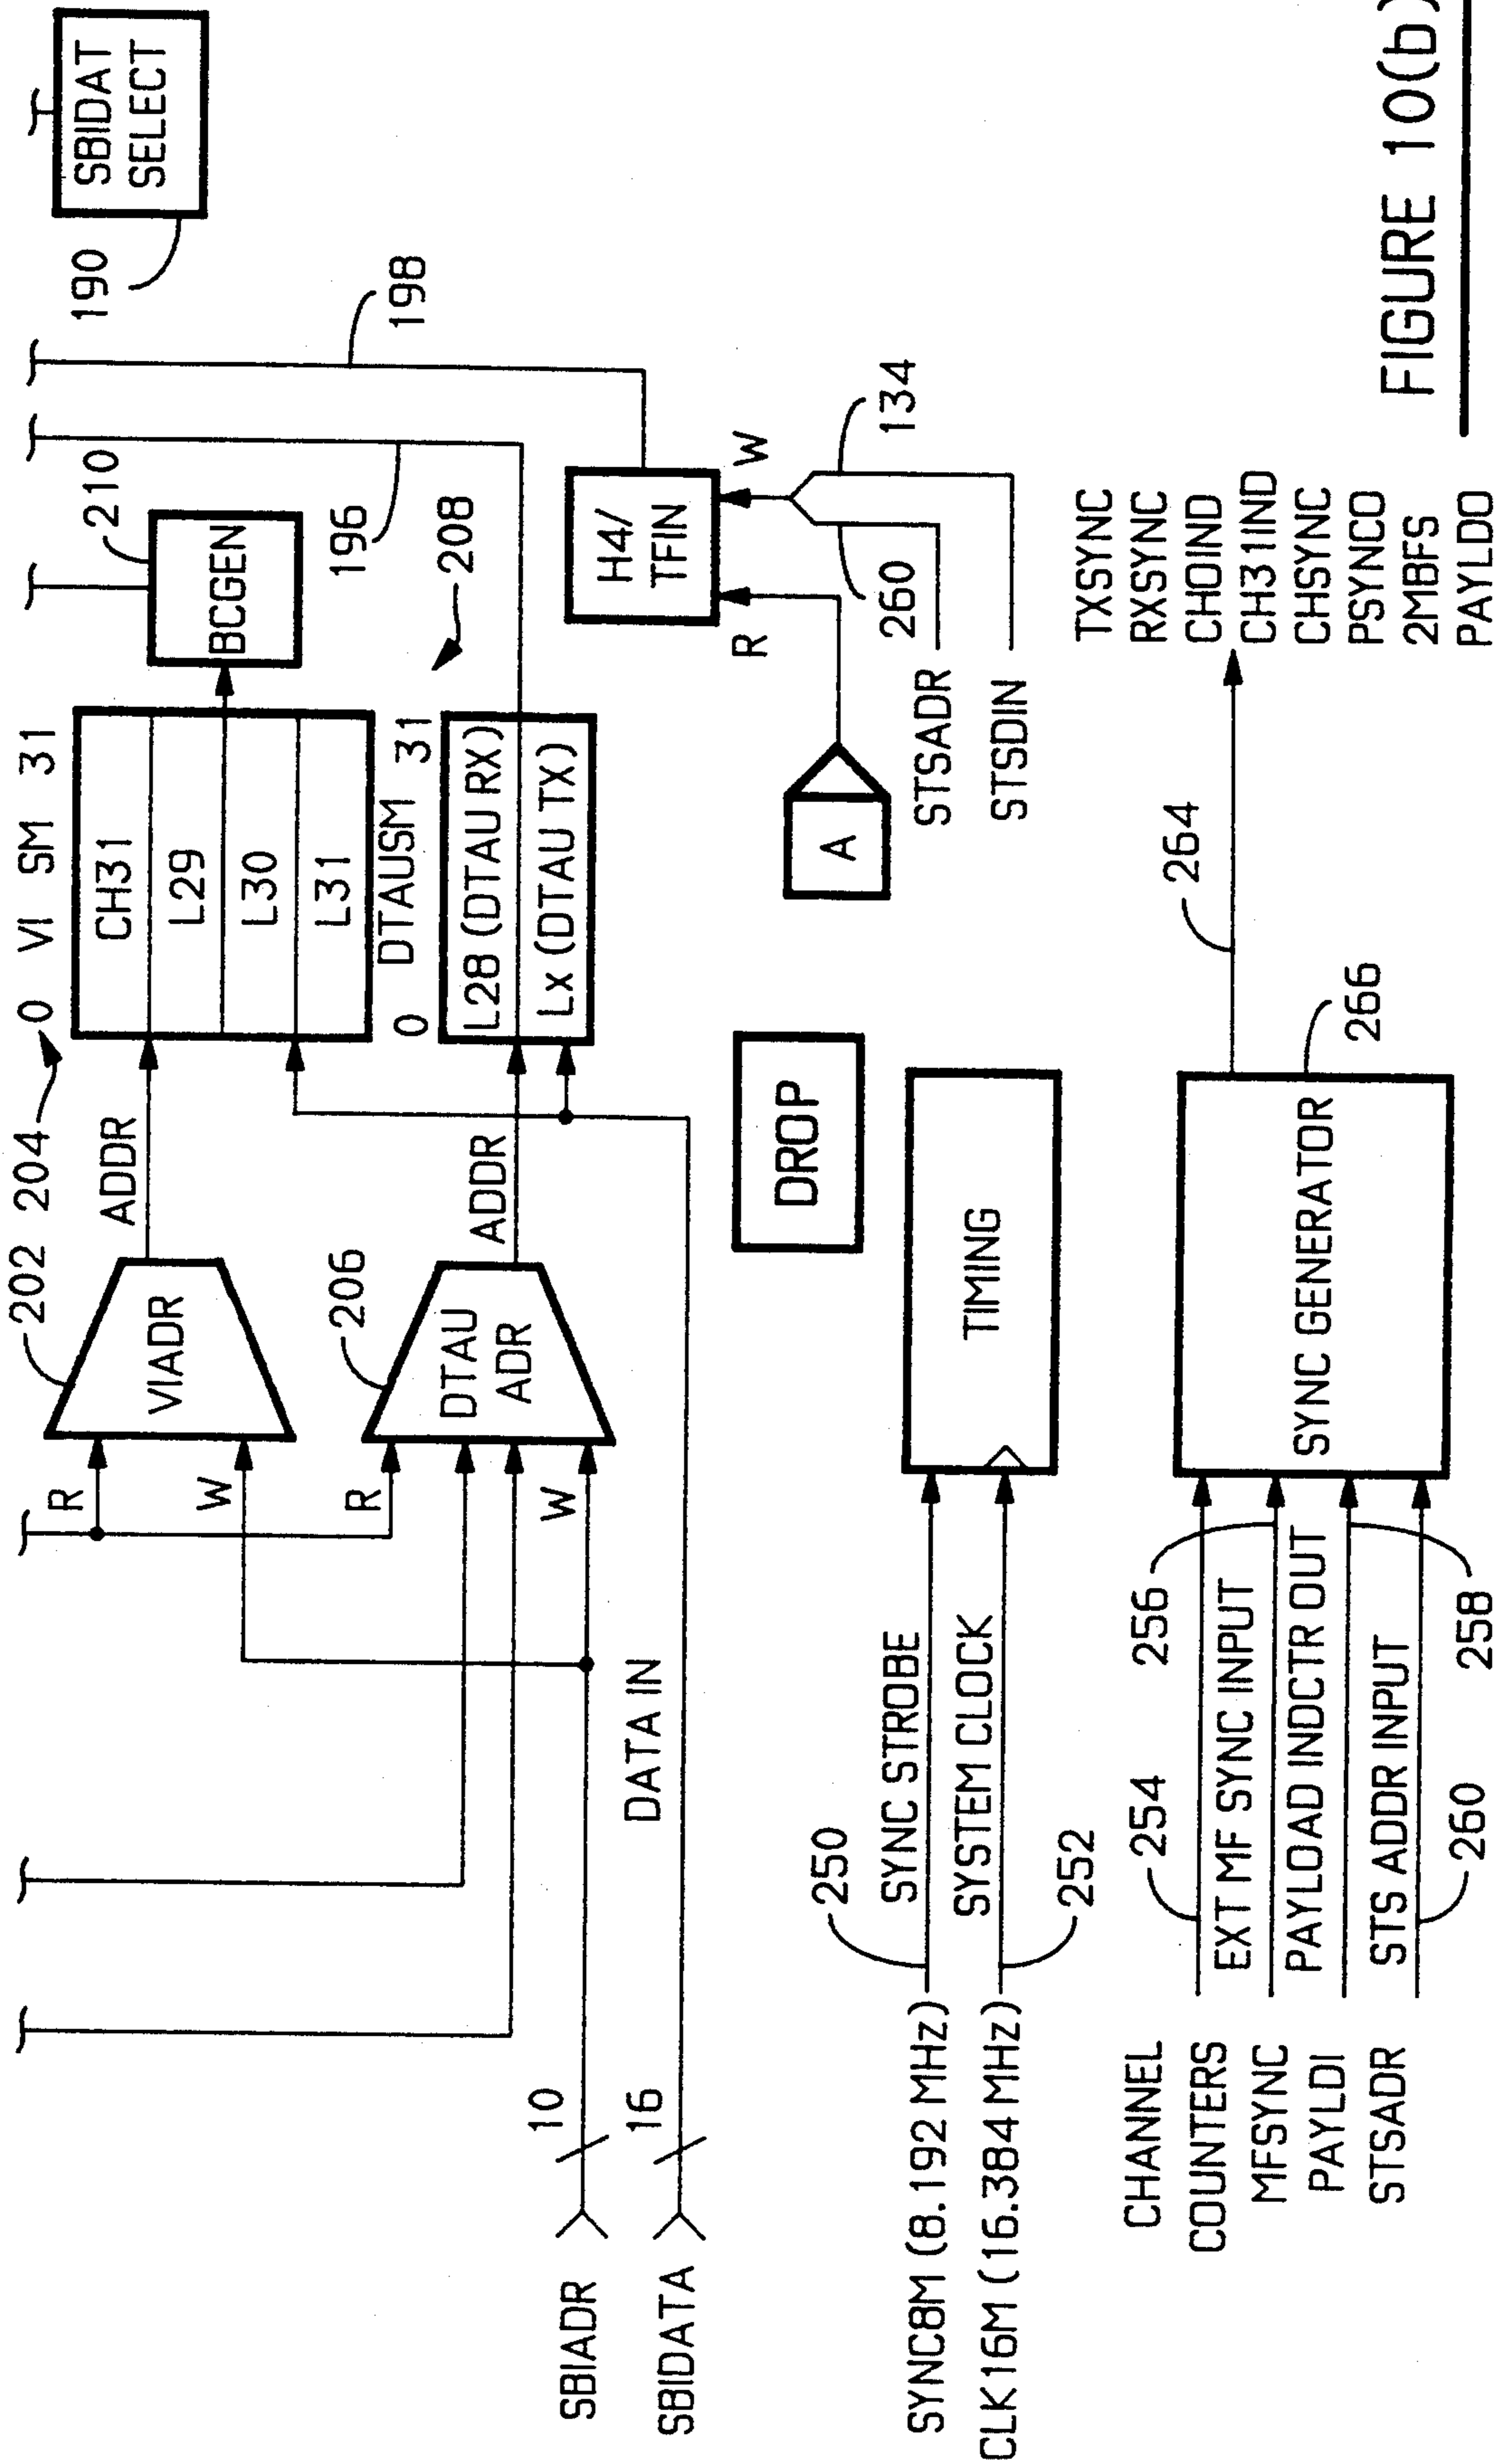 202
204
0 VI SM 31
190
SBIDAT
SELECT
R
VIADR
ADDR
CH31
L29
L30
L31
210
BCGEN
198
W
206
196
0 DTAUSM 31
208
R
DTAU
ADR
ADDR
L28 (DTAU RX)
Lx (DTAU TX)
W
SBIADR
10
SBIDATA
16
DATA IN
H4/
TFIN
R
W
134
260
A
STSADR
STSDIN
DROP
250
SYNC8M (8.192 MHz)
SYNC STROBE
CLK16M (16.384 MHz)
SYSTEM CLOCK
252
TIMING
CHANNEL
COUNTERS
MFSYNC
PAYLDI
STSADR
254
256
EXT MF SYNC INPUT
PAYLOAD INDCTR OUT
STS ADDR INPUT
260
258
SYNC GENERATOR
266
264
TXSYNC
RXSYNC
CH0IND
CH31IND
CHSYNC
PSYNCO
2MBFS
PAYLDO
FIGURE 10(b)